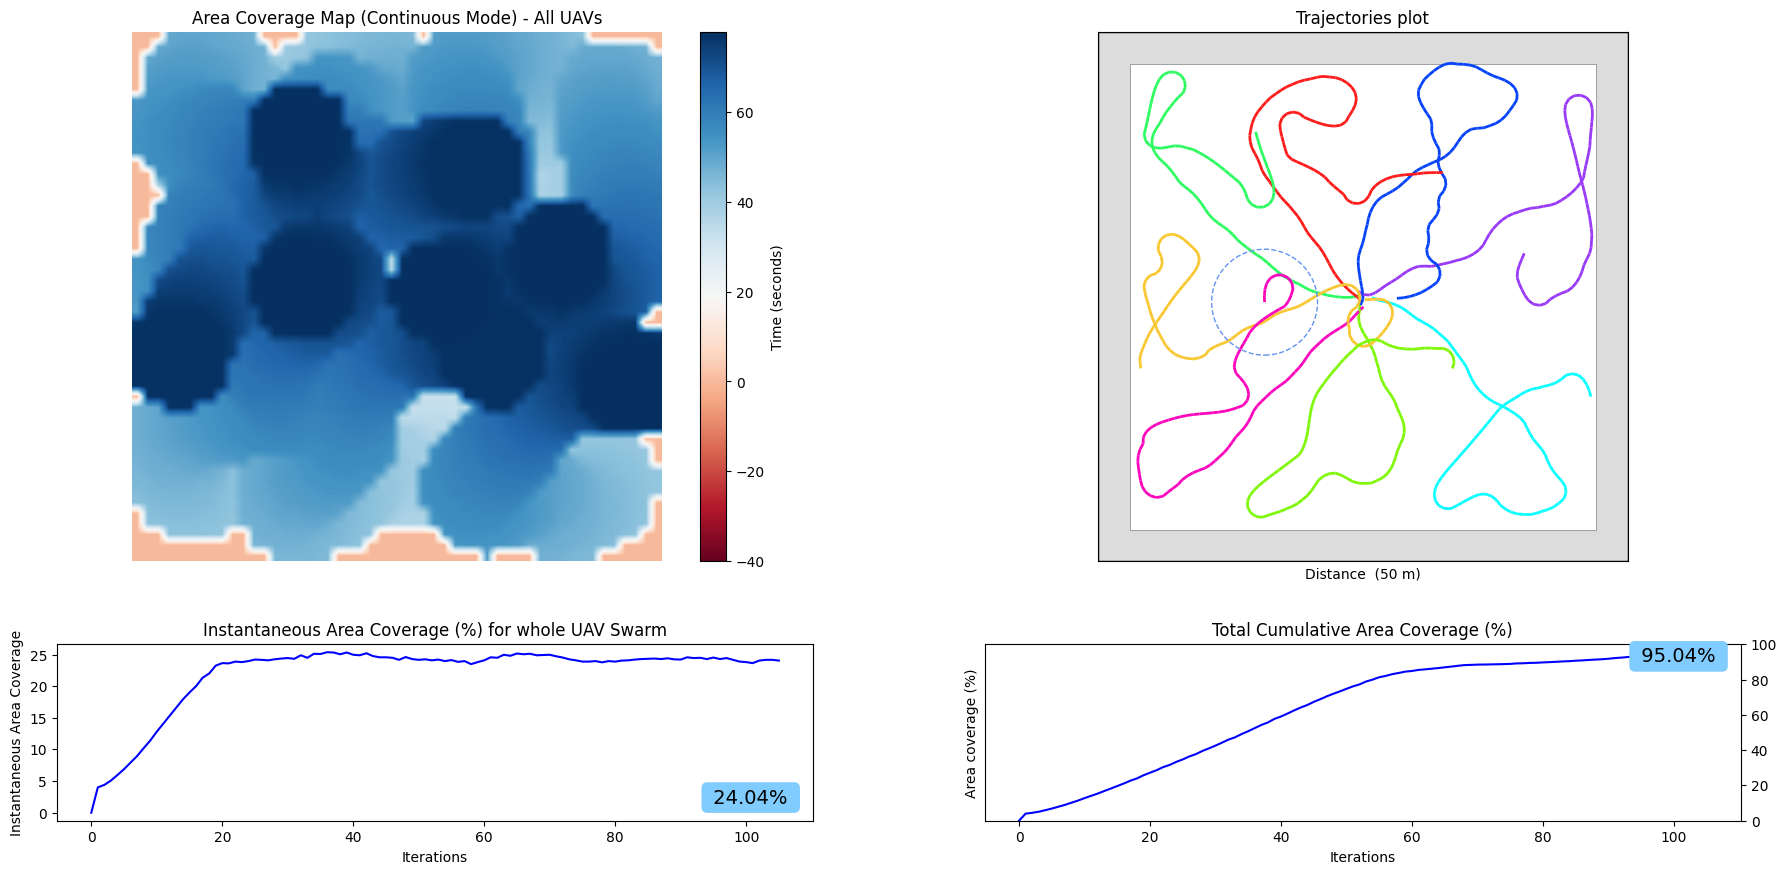 Area Coverage Map (Continuous Mode) - All UAVs
60
40
20
0
−20
−40
Time (seconds)
Trajectories plot
Distance  (50 m)
Instantaneous Area Coverage (%) for whole UAV Swarm
Instantaneous Area Coverage
25
20
15
10
5
0
24.04%
0 20 40 60 80 100
Iterations
Total Cumulative Area Coverage (%)
Area coverage (%)
95.04%
100
80
60
40
20
0
0 20 40 60 80 100
Iterations